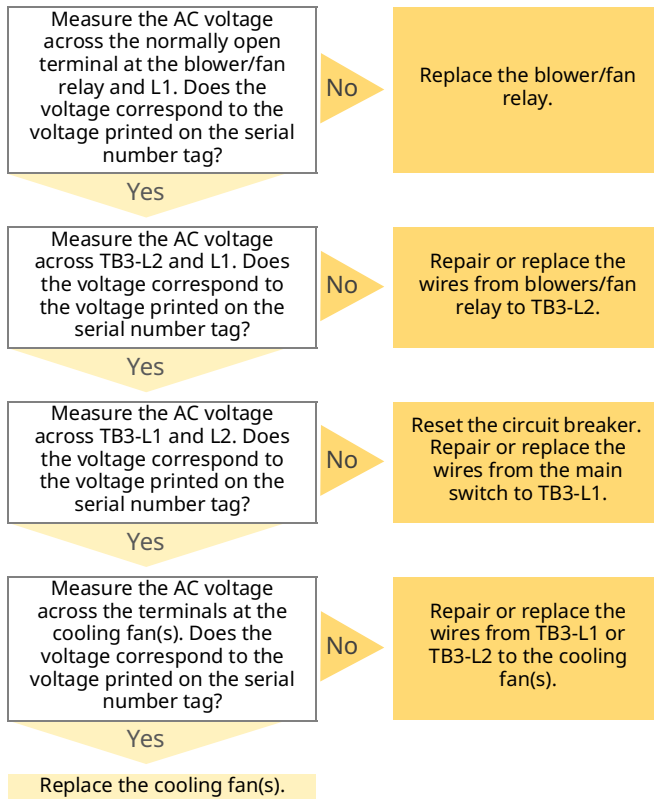 Measure the AC voltage
across the normally open
terminal at the blower/fan
relay and L1. Does the
voltage correspond to the
voltage printed on the serial
number tag?
No
Replace the blower/fan
relay.
Yes
Measure the AC voltage
across TB3-L2 and L1. Does
the voltage correspond to
the voltage printed on the
serial number tag?
No
Repair or replace the
wires from blowers/fan
relay to TB3-L2.
Yes
Measure the AC voltage
across TB3-L1 and L2. Does
the voltage correspond to
the voltage printed on the
serial number tag?
No
Reset the circuit breaker.
Repair or replace the
wires from the main
switch to TB3-L1.
Yes
Measure the AC voltage
across the terminals at the
cooling fan(s). Does the
voltage correspond to the
voltage printed on the serial
number tag?
No
Repair or replace the
wires from TB3-L1 or
TB3-L2 to the cooling
fan(s).
Yes
Replace the cooling fan(s).